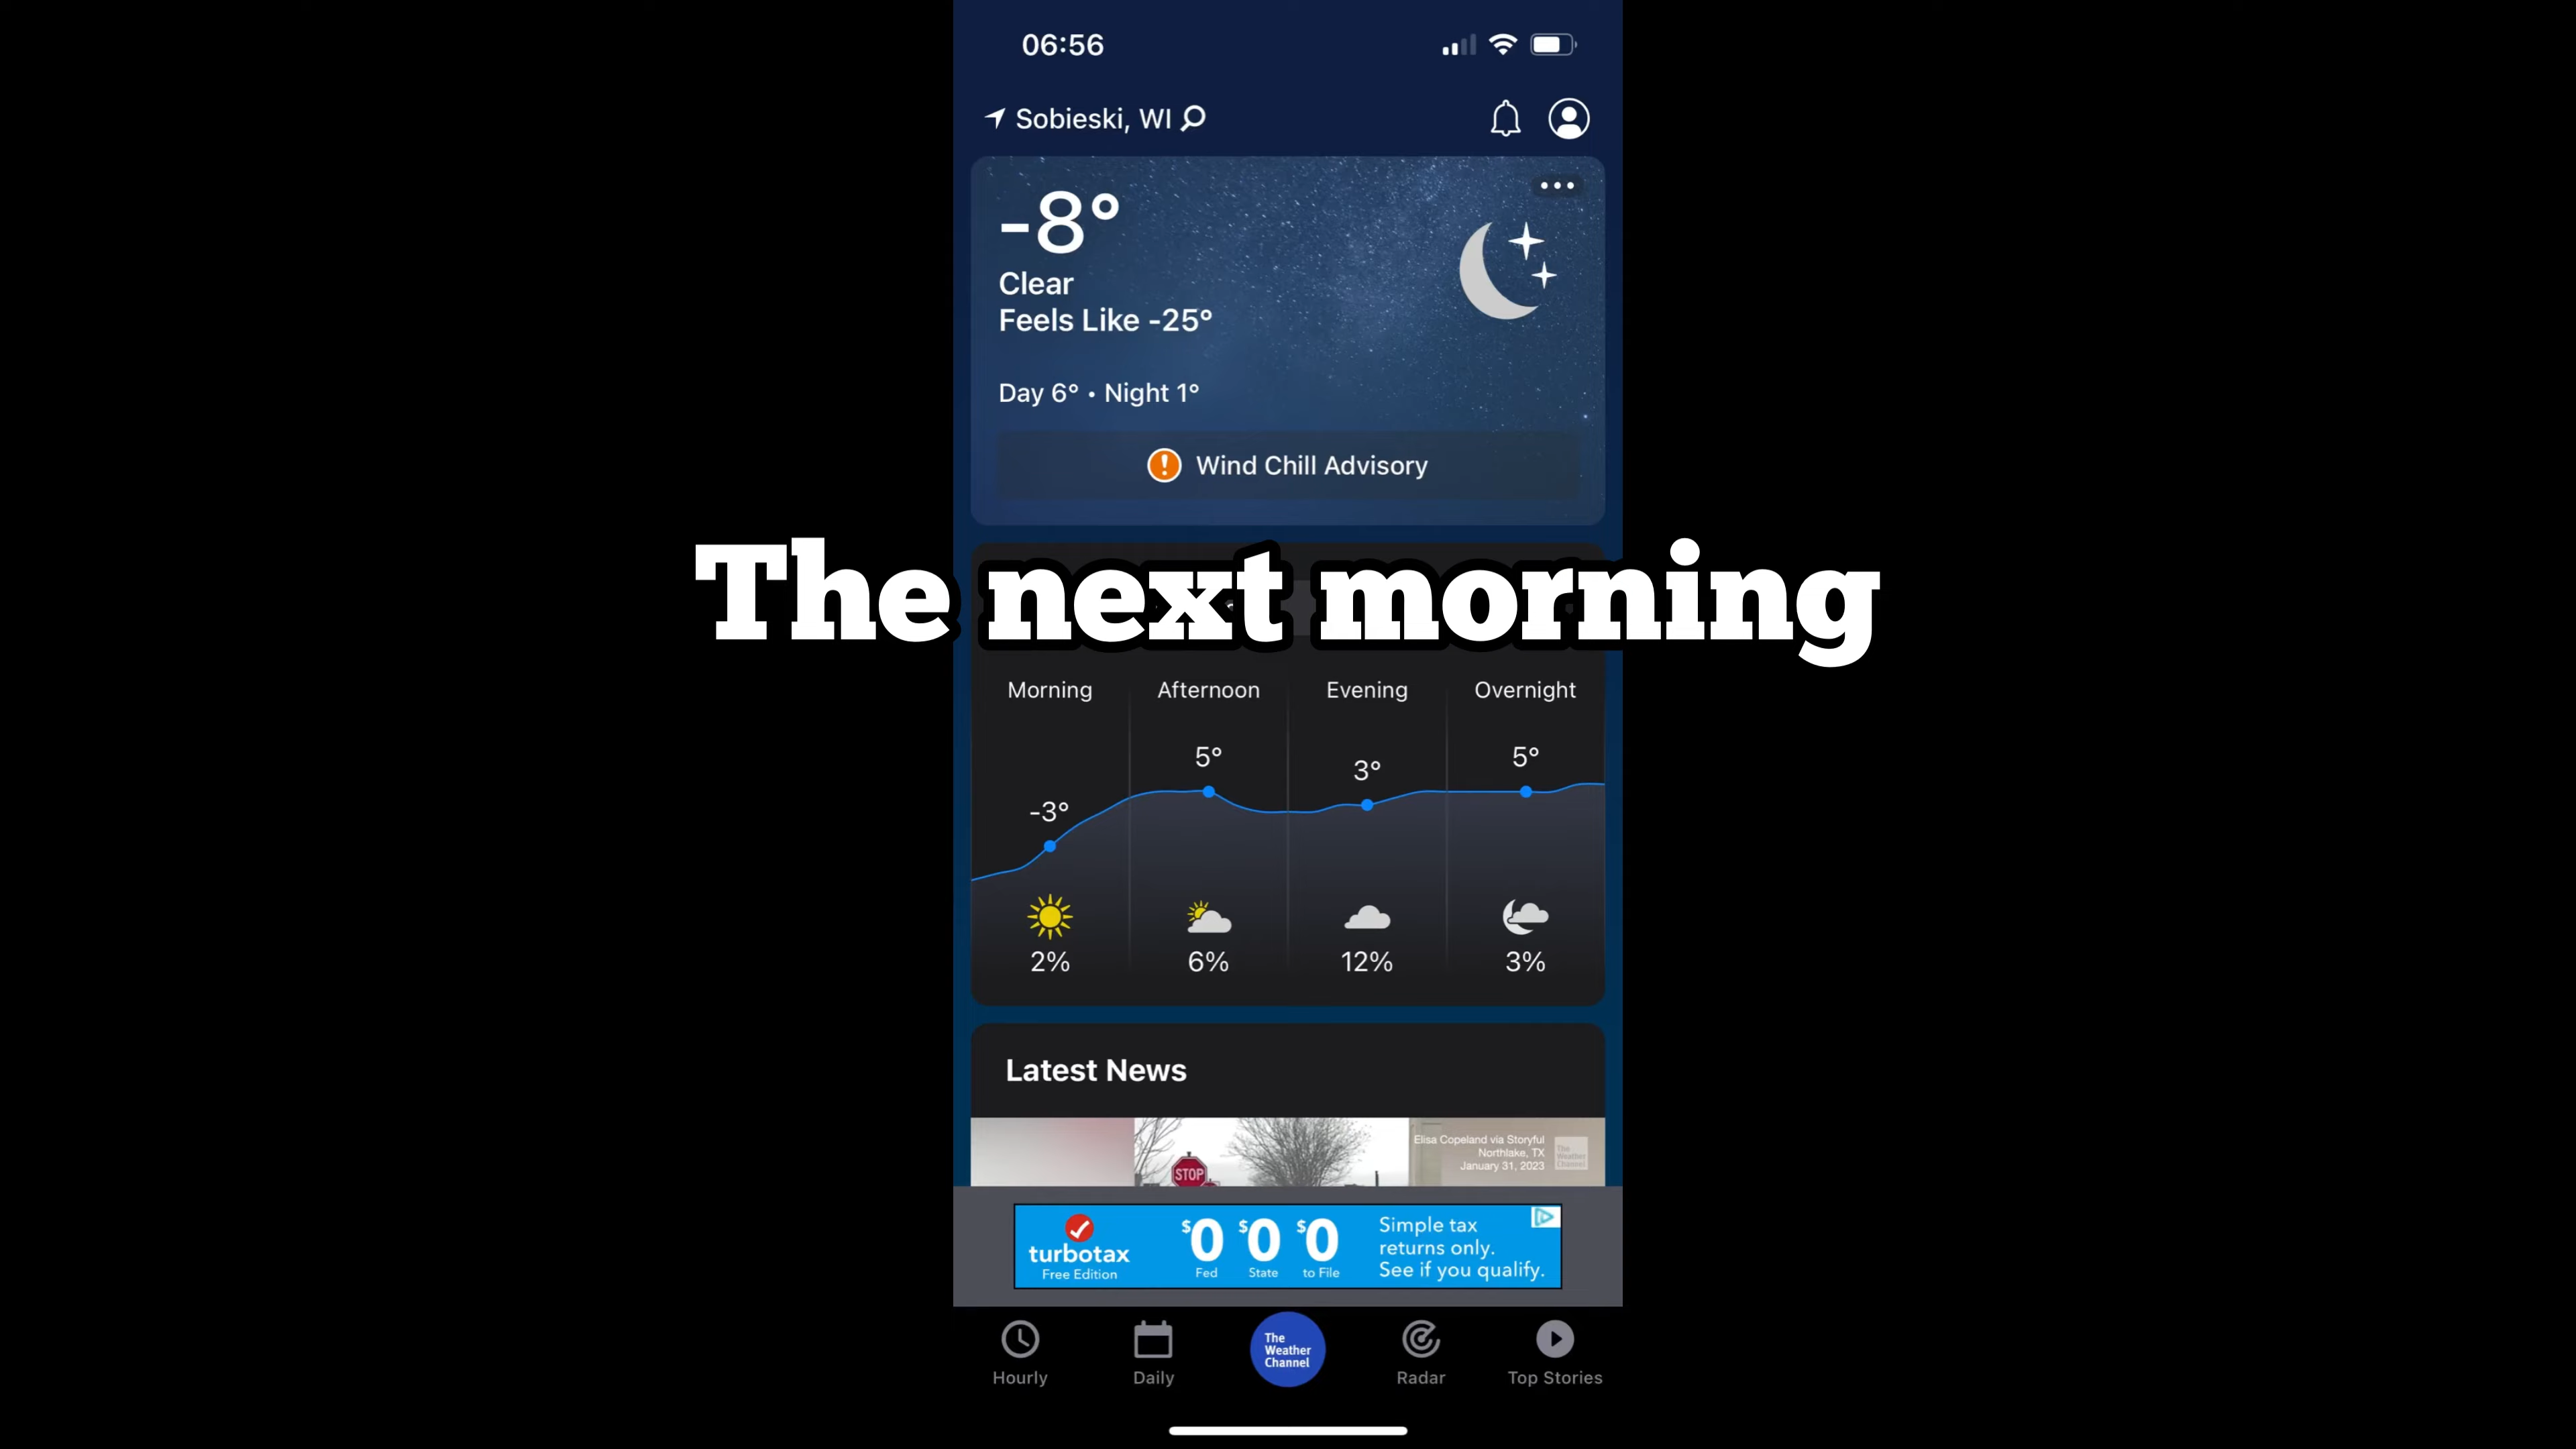 06:56
Sobieski, WI
-8°
Clear
Feels Like -25°
Day 6° • Night 1°
Wind Chill Advisory
The next morning
Morning Afternoon Evening Overnight
-3° 5° 3° 5°
2% 6% 12% 3%
Latest News
STOP
Elisa Copeland via Storyful
Northlake, TX
January 31, 2023
The
Weather
Channel
turbotax
Free Edition
$0 $0 $0
Fed State to File
Simple tax
returns only.
See if you qualify.
Hourly
Daily
The
Weather
Channel
Radar
Top Stories